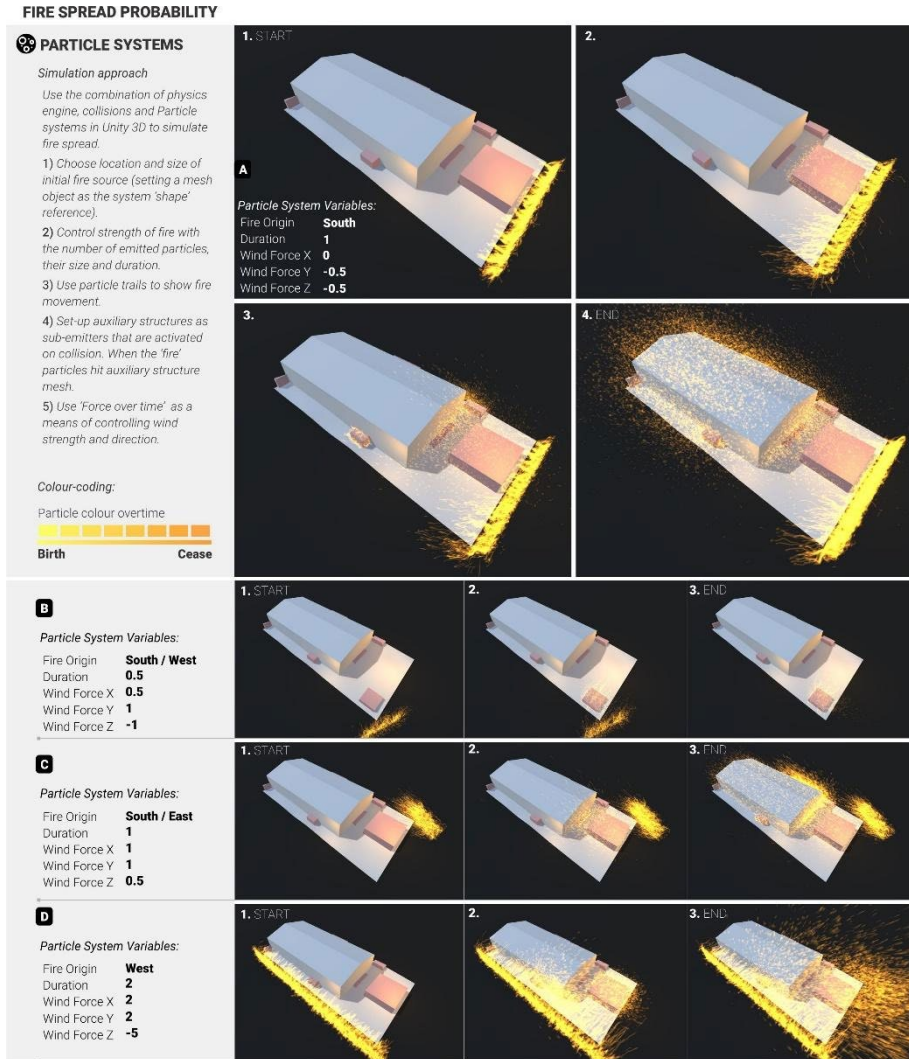 FIRE SPREAD PROBABILITY
PARTICLE SYSTEMS
Simulation approach
Use the combination of physics
engine, collisions and Particle
systems in Unity 3D to simulate
fire spread.
1) Choose location and size of
initial fire source (setting a mesh
object as the system 'shape'
reference).
2) Control strength of fire with
the number of emitted particles,
their size and duration.
3) Use particle trails to show fire
movement.
4) Set-up auxiliary structures as
sub-emitters that are activated
on collision. When the 'fire'
particles hit auxiliary structure
mesh.
5) Use 'Force over time' as a
means of controlling wind
strength and direction.
Colour-coding:
Particle colour overtime
Birth Cease
1. START
2.
A
Particle System Variables:
Fire Origin South
Duration 1
Wind Force X 0
Wind Force Y -0.5
Wind Force Z -0.5
3.
4. END
B
Particle System Variables:
Fire Origin South / West
Duration 0.5
Wind Force X 0.5
Wind Force Y 1
Wind Force Z -1
1. START
2.
3. END
C
Particle System Variables:
Fire Origin South / East
Duration 1
Wind Force X 1
Wind Force Y 1
Wind Force Z 0.5
1. START
2.
3. END
D
Particle System Variables:
Fire Origin West
Duration 2
Wind Force X 2
Wind Force Y 2
Wind Force Z -5
1. START
2.
3. END